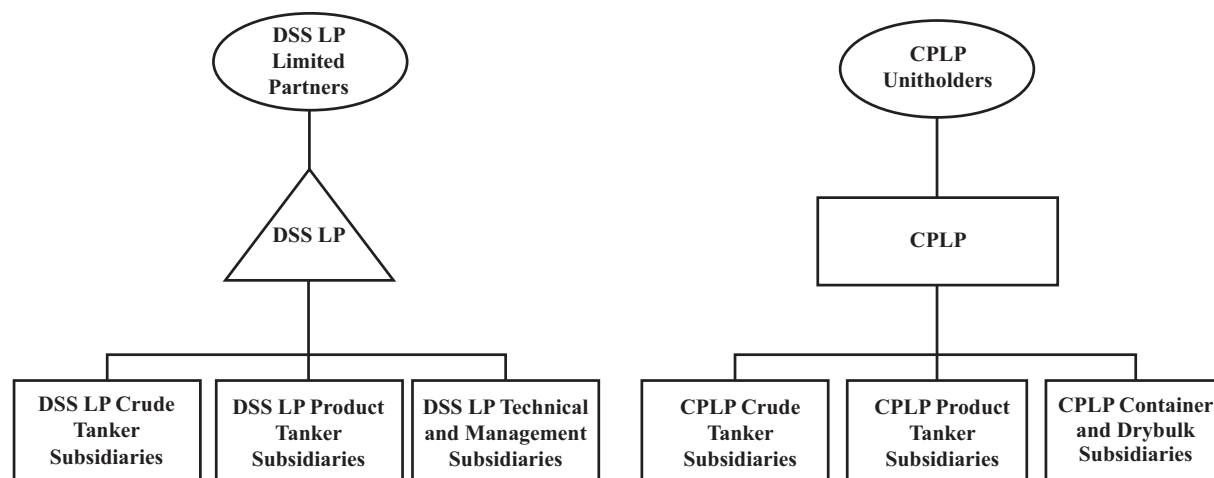 DSS LP
Limited
Partners
CPLP
Unitholders
DSS LP
CPLP
DSS LP Crude
Tanker
Subsidiaries
DSS LP Product
Tanker
Subsidiaries
DSS LP Technical
and Management
Subsidiaries
CPLP Crude
Tanker
Subsidiaries
CPLP Product
Tanker
Subsidiaries
CPLP Container
and Drybulk
Subsidiaries